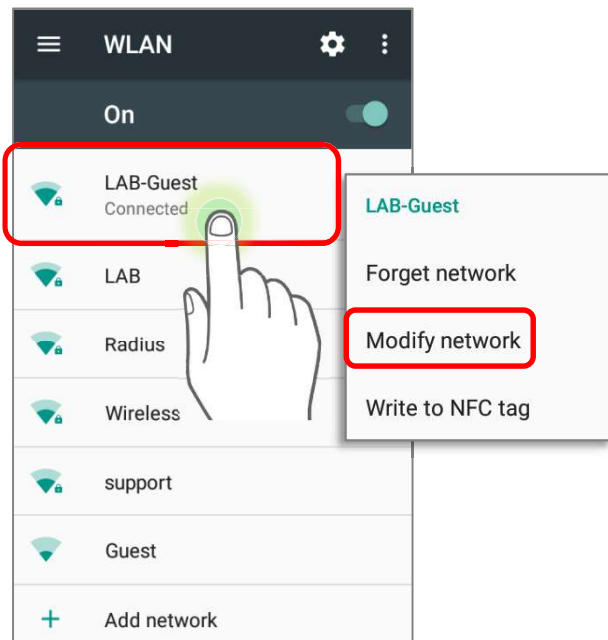 WLAN
On
LAB-Guest
Connected
LAB
Radius
Wireless
support
Guest
Add network
LAB-Guest
Forget network
Modify network
Write to NFC tag